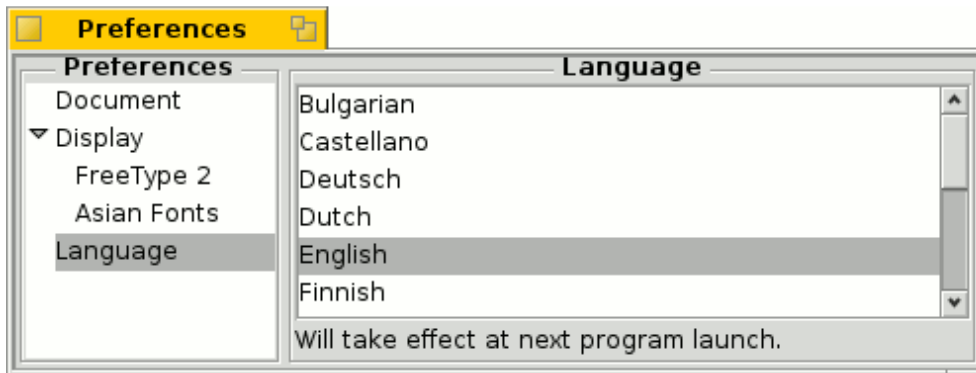 Preferences
Preferences
Document
Display
FreeType 2
Asian Fonts
Language
Language
Bulgarian
Castellano
Deutsch
Dutch
English
Finnish
Will take effect at next program launch.